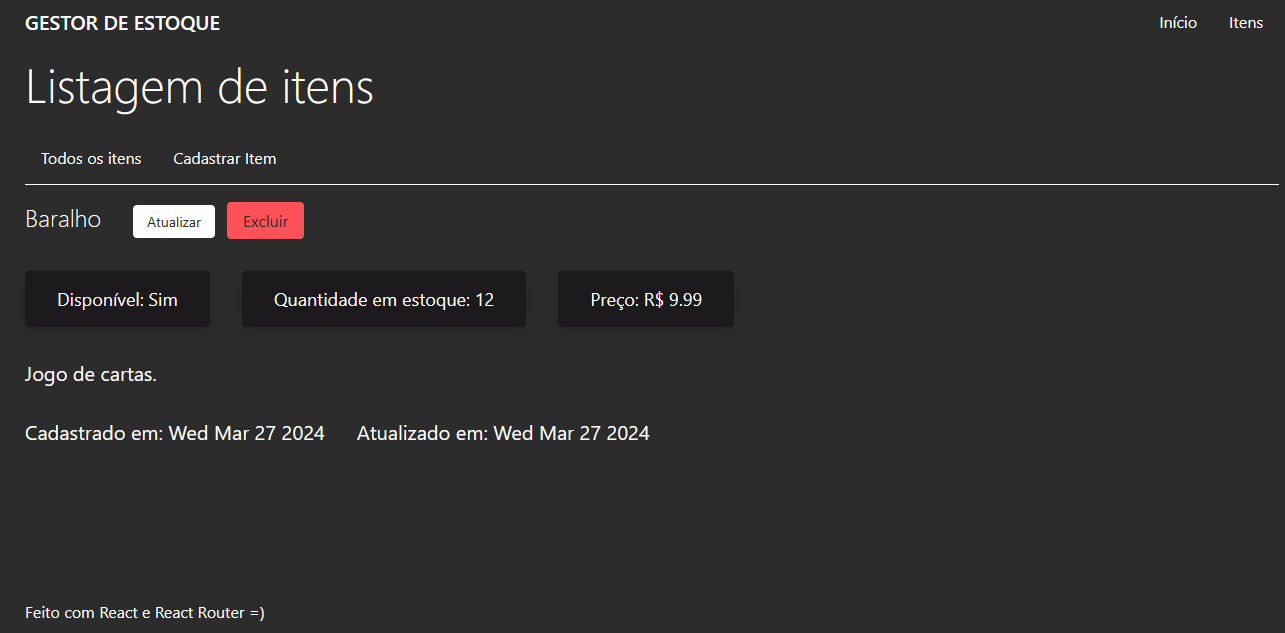 GESTOR DE ESTOQUE Início Itens
Listagem de itens
Todos os itens Cadastrar Item
Baralho Atualizar Excluir
Disponível: Sim Quantidade em estoque: 12 Preço: R$ 9.99
Jogo de cartas.
Cadastrado em: Wed Mar 27 2024 Atualizado em: Wed Mar 27 2024
Feito com React e React Router =)